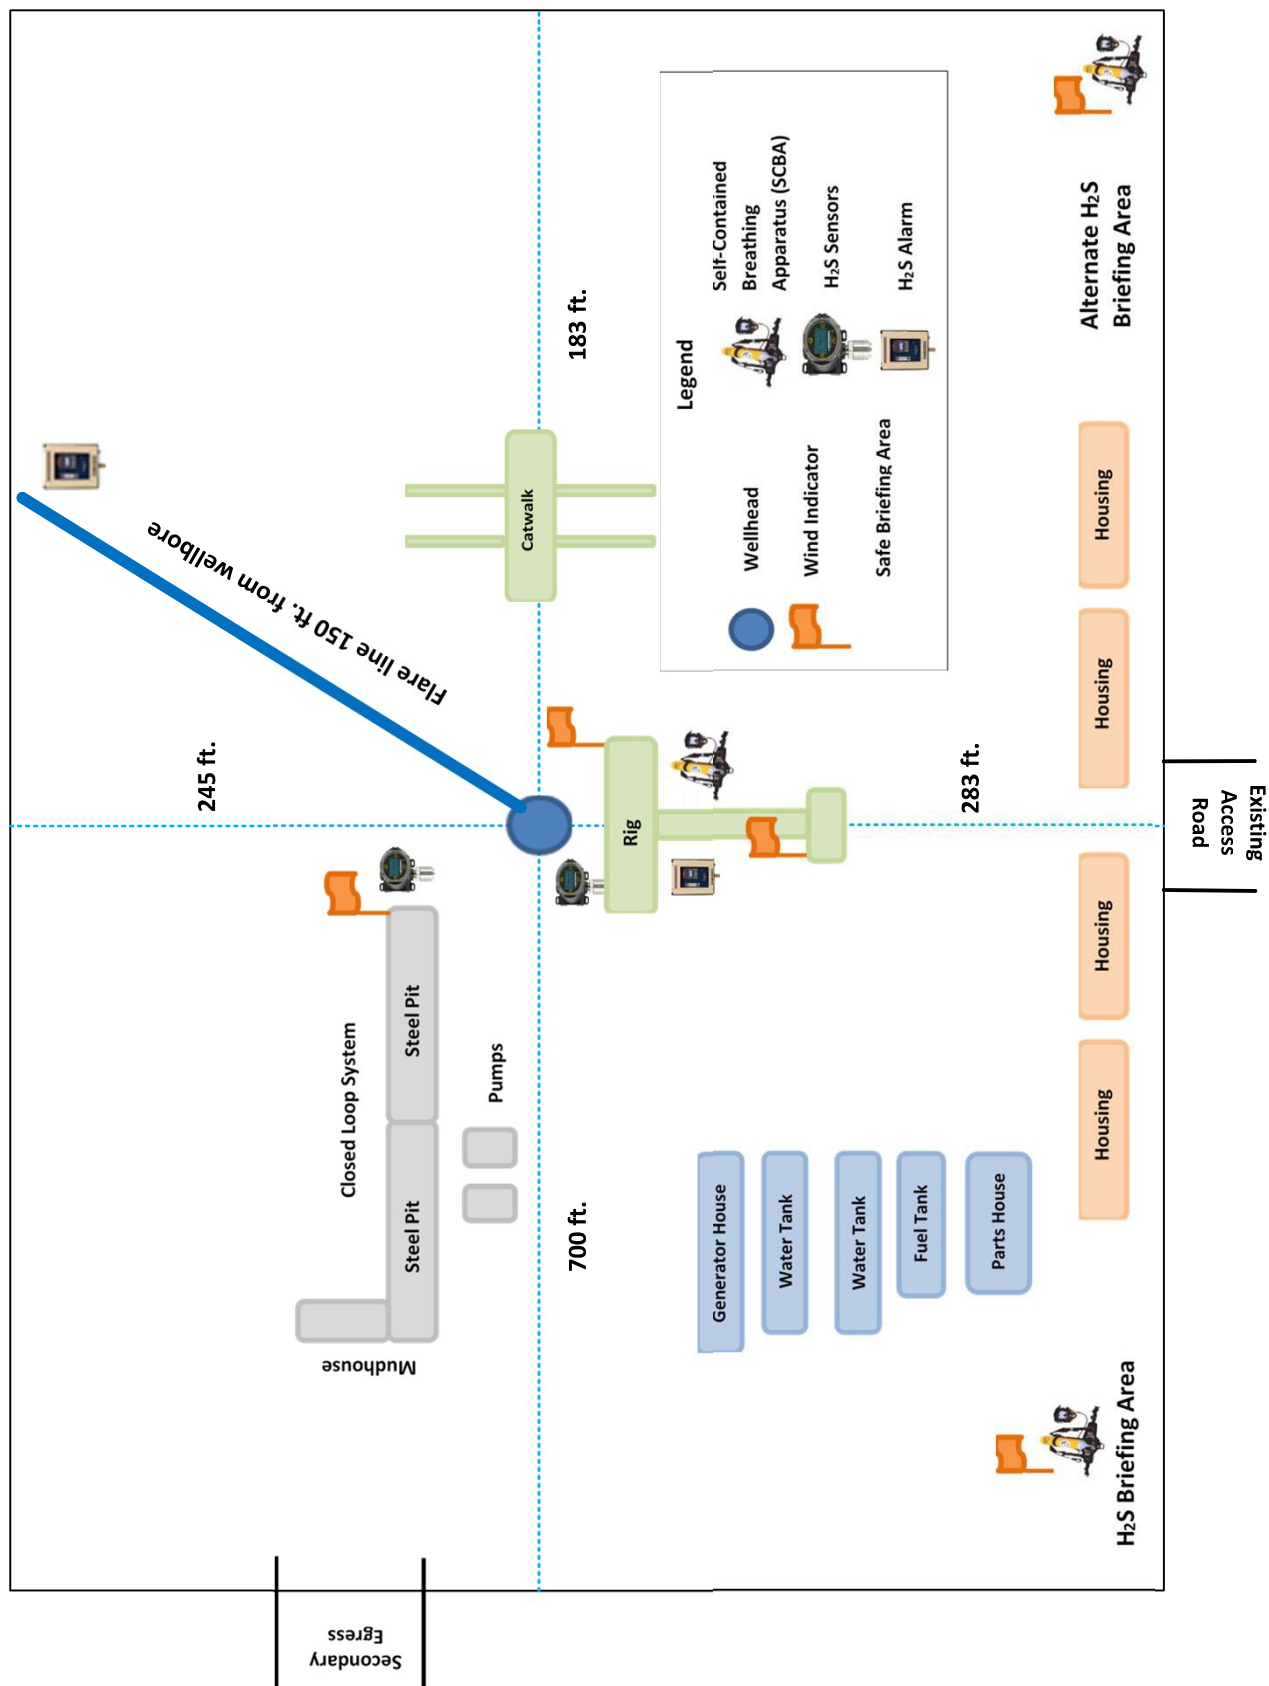 Secondary
Egress
Mudhouse
Closed Loop System
Steel Pit
Steel Pit
Pumps
245 ft.
Flare line 150 ft. from wellbore
Catwalk
183 ft.
700 ft.
Rig
283 ft.
Generator House
Water Tank
Water Tank
Fuel Tank
Parts House
Legend
Wellhead
Wind Indicator
Safe Briefing Area
Self-Contained
Breathing
Apparatus (SCBA)
H₂S Sensors
H₂S Alarm
Housing
Housing
Housing
Housing
H₂S Briefing Area
Alternate H₂S
Briefing Area
Existing
Access
Road